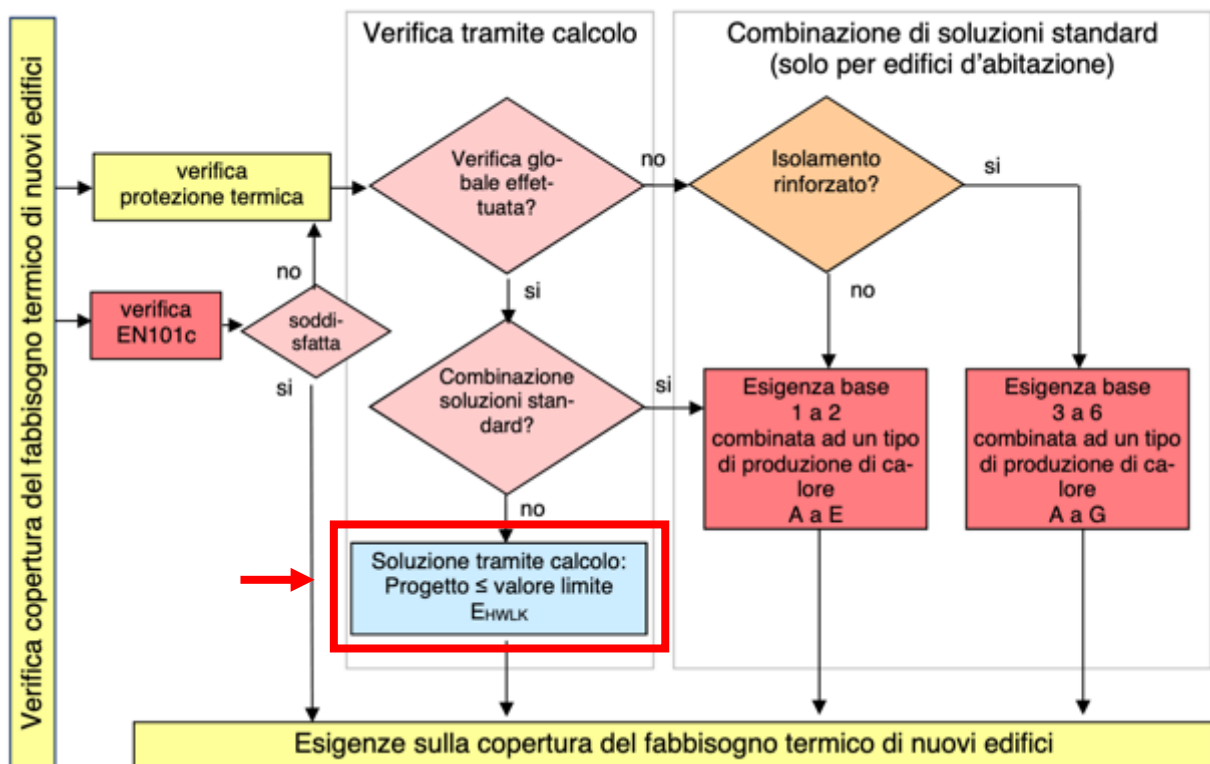 Verifica copertura del fabbisogno termico di nuovi edifici
Verifica tramite calcolo
Combinazione di soluzioni standard
(solo per edifici d'abitazione)
verifica
protezione termica
Verifica glo-
bale effet-
tuata?
no
Isolamento
rinforzato?
si
no
verifica
EN101c
soddi-
sfatta
si
no
si
Combinazione
soluzioni stan-
dard?
si
Esigenza base
1 a 2
combinata ad un tipo
di produzione di ca-
lore
A a E
Esigenza base
3 a 6
combinata ad un tipo
di produzione di ca-
lore
A a G
no
Soluzione tramite calcolo:
Progetto ≤ valore limite
EHWLK
Esigenze sulla copertura del fabbisogno termico di nuovi edifici